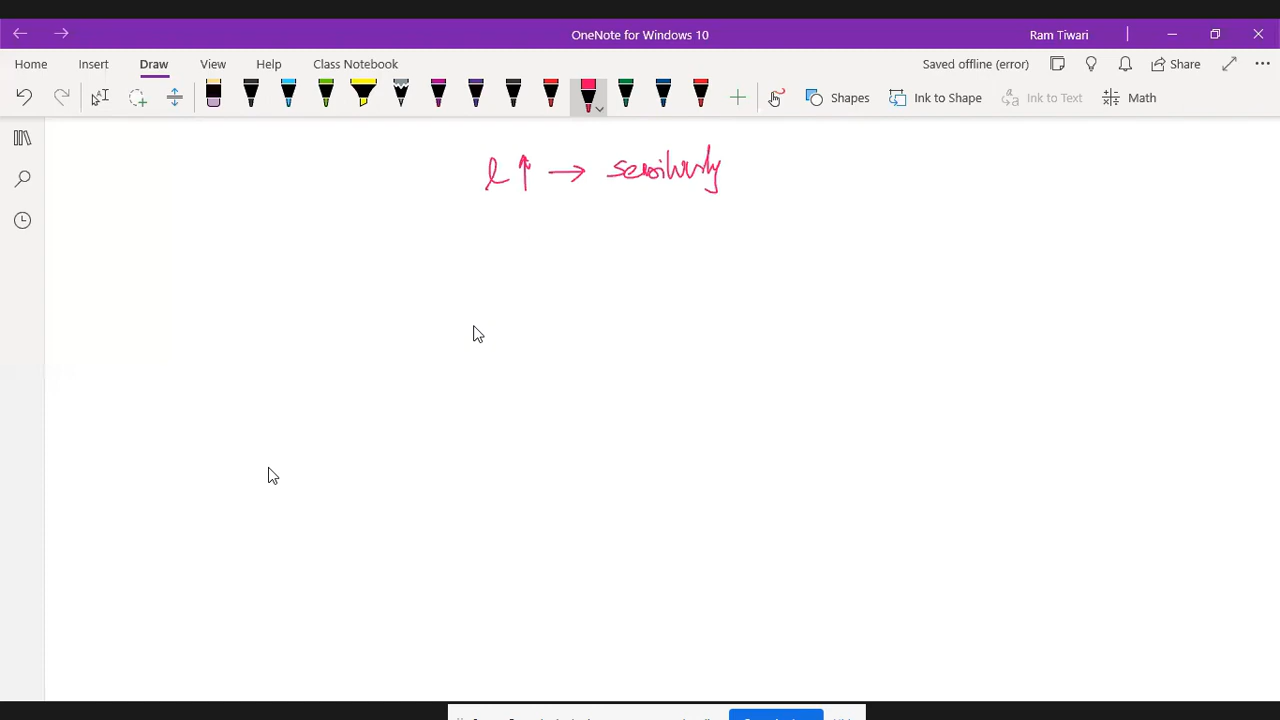 OneNote for Windows 10
Ram Tiwari
Home Insert Draw View Help Class Notebook
Saved offline (error) Share
Shapes Ink to Shape Ink to Text Math
l ↑ → sensitivity